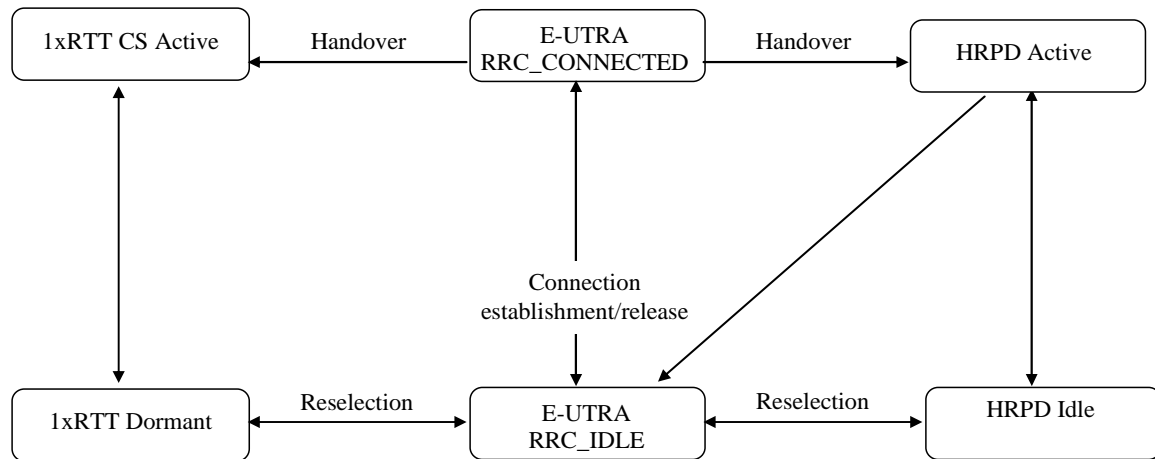 1xRTT CS Active
Handover
E-UTRA
RRC_CONNECTED
Handover
HRPD Active
Connection
establishment/release
1xRTT Dormant
Reselection
E-UTRA
RRC_IDLE
Reselection
HRPD Idle